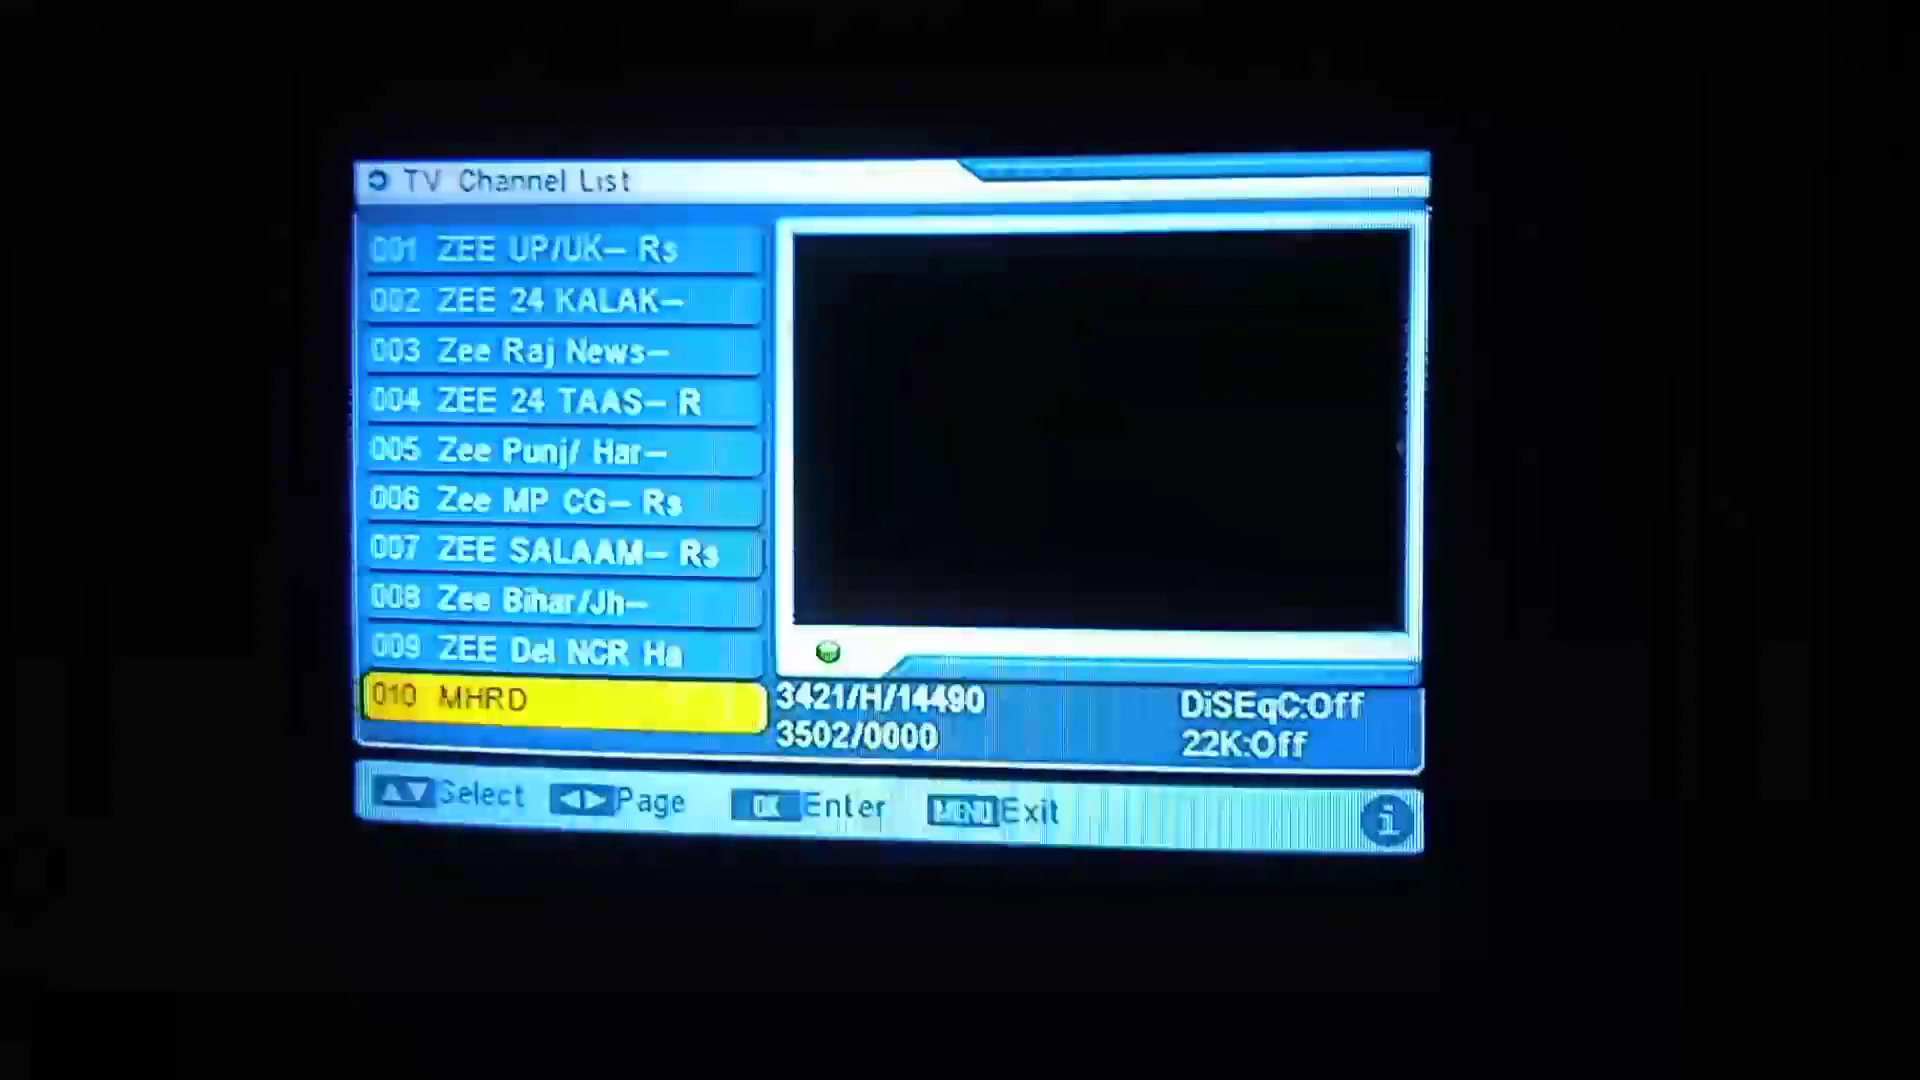 TV Channel List
001 ZEE UP/UK– Rs
002 ZEE 24 KALAK–
003 Zee Raj News–
004 ZEE 24 TAAS– R
005 Zee Punj/ Har–
006 Zee MP CG– Rs
007 ZEE SALAAM– Rs
008 Zee Bihar/Jh–
009 ZEE Del NCR Ha
010 MHRD
3421/H/14490
DiSEqC:Off
3502/0000
22K:Off
Select Page OK Enter MENU Exit i